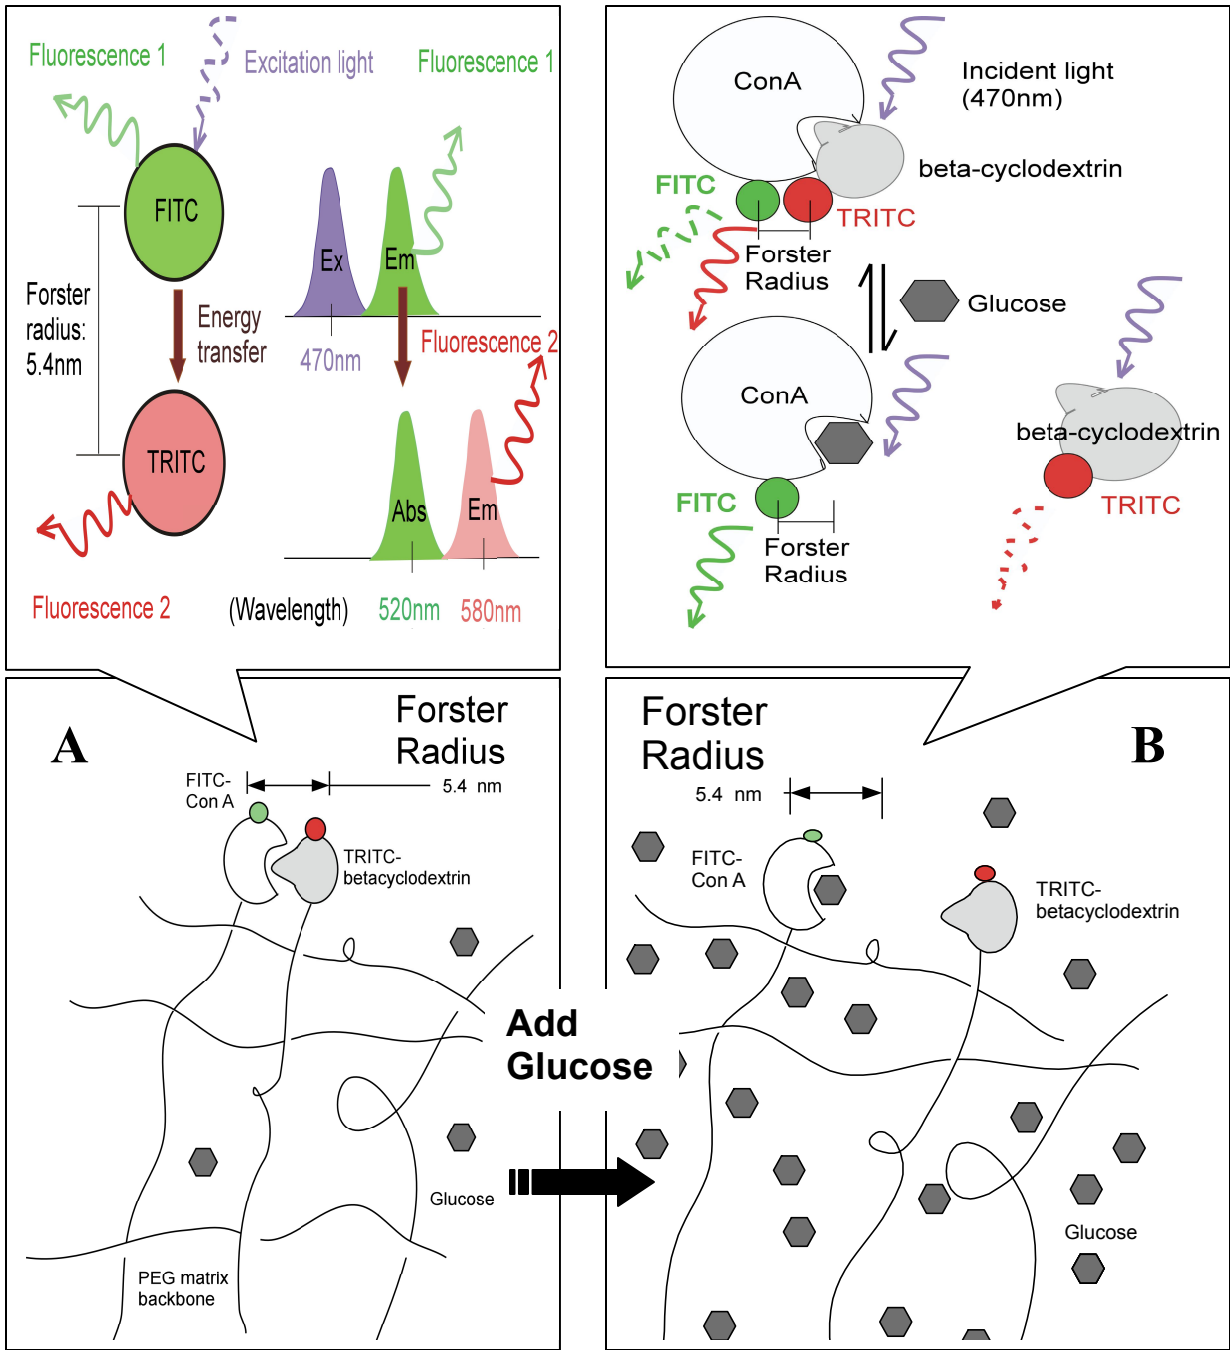 Fluorescence 1
Excitation light
Fluorescence 1
FITC
Ex
Em
Forster
radius:
5.4nm
Energy
transfer
470nm
Fluorescence 2
TRITC
Abs
Em
Fluorescence 2
(Wavelength)
520nm
580nm
ConA
Incident light
(470nm)
beta-cyclodextrin
FITC
TRITC
Forster
Radius
Glucose
ConA
beta-cyclodextrin
FITC
TRITC
Forster
Radius
A
Forster
Radius
FITC-
Con A
5.4 nm
TRITC-
betacyclodextrin
Glucose
PEG matrix
backbone
Add
Glucose
Forster
Radius
B
5.4 nm
FITC-
Con A
TRITC-
betacyclodextrin
Glucose